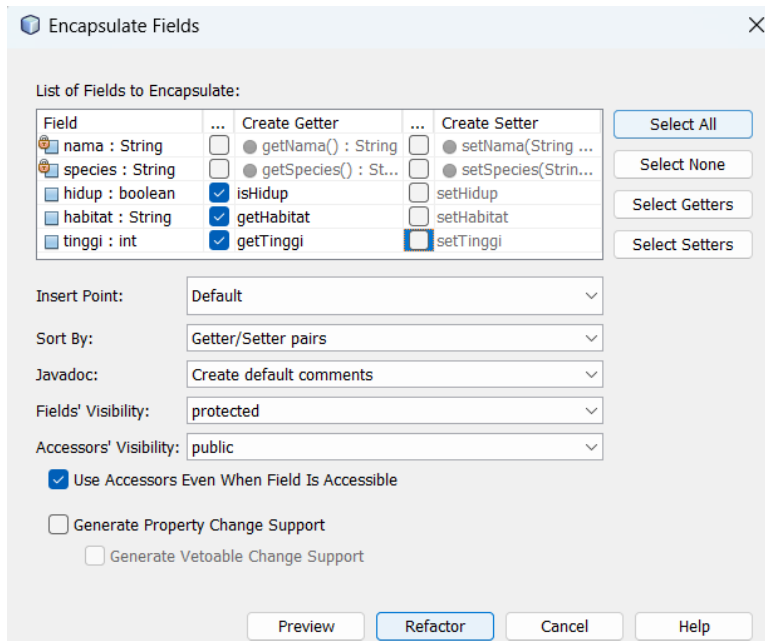 Encapsulate Fields
List of Fields to Encapsulate:
Field ... Create Getter ... Create Setter
nama : String getNama() : String setNama(String ...
species : String getSpecies() : St... setSpecies(Strin...
hidup : boolean isHidup setHidup
habitat : String getHabitat setHabitat
tinggi : int getTinggi setTinggi
Select All
Select None
Select Getters
Select Setters
Insert Point: Default
Sort By: Getter/Setter pairs
Javadoc: Create default comments
Fields' Visibility: protected
Accessors' Visibility: public
Use Accessors Even When Field Is Accessible
Generate Property Change Support
Generate Vetoable Change Support
Preview Refactor Cancel Help